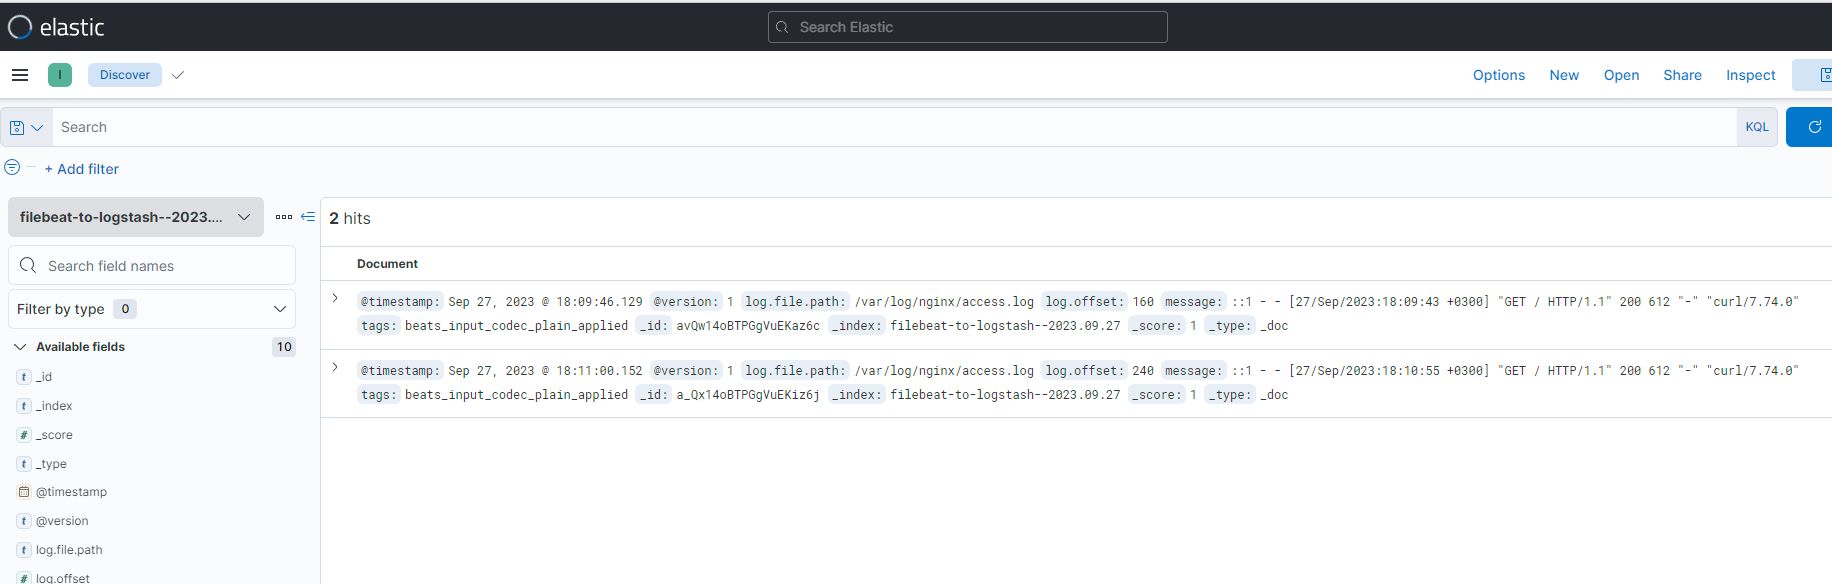 elastic
Search Elastic
I
Discover
Options New Open Share Inspect
Search
KQL
+ Add filter
filebeat-to-logstash--2023....
2 hits
Search field names
Document
Filter by type 0
@timestamp: Sep 27, 2023 @ 18:09:46.129 @version: 1 log.file.path: /var/log/nginx/access.log log.offset: 160 message: ::1 - - [27/Sep/2023:18:09:43 +0300] "GET / HTTP/1.1" 200 612 "-" "curl/7.74.0"
tags: beats_input_codec_plain_applied _id: avQw14oBTPGgVuEKaz6c _index: filebeat-to-logstash--2023.09.27 _score: 1 _type: _doc
Available fields 10
@timestamp: Sep 27, 2023 @ 18:11:00.152 @version: 1 log.file.path: /var/log/nginx/access.log log.offset: 240 message: ::1 - - [27/Sep/2023:18:10:55 +0300] "GET / HTTP/1.1" 200 612 "-" "curl/7.74.0"
tags: beats_input_codec_plain_applied _id: a_Qx14oBTPGgVuEKiz6j _index: filebeat-to-logstash--2023.09.27 _score: 1 _type: _doc
t _id
t _index
# _score
t _type
@timestamp
t @version
t log.file.path
# log.offset